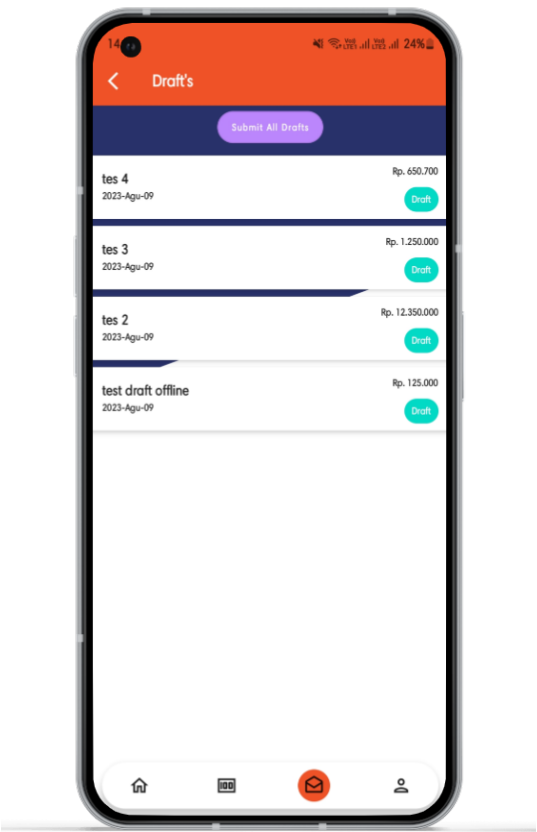 24%
Draft's
Submit All Drafts
tes 4
Rp. 650.700
2023-Agu-09
Draft
tes 3
Rp. 1.250.000
2023-Agu-09
Draft
tes 2
Rp. 12.350.000
2023-Agu-09
Draft
test draft offline
Rp. 125.000
2023-Agu-09
Draft